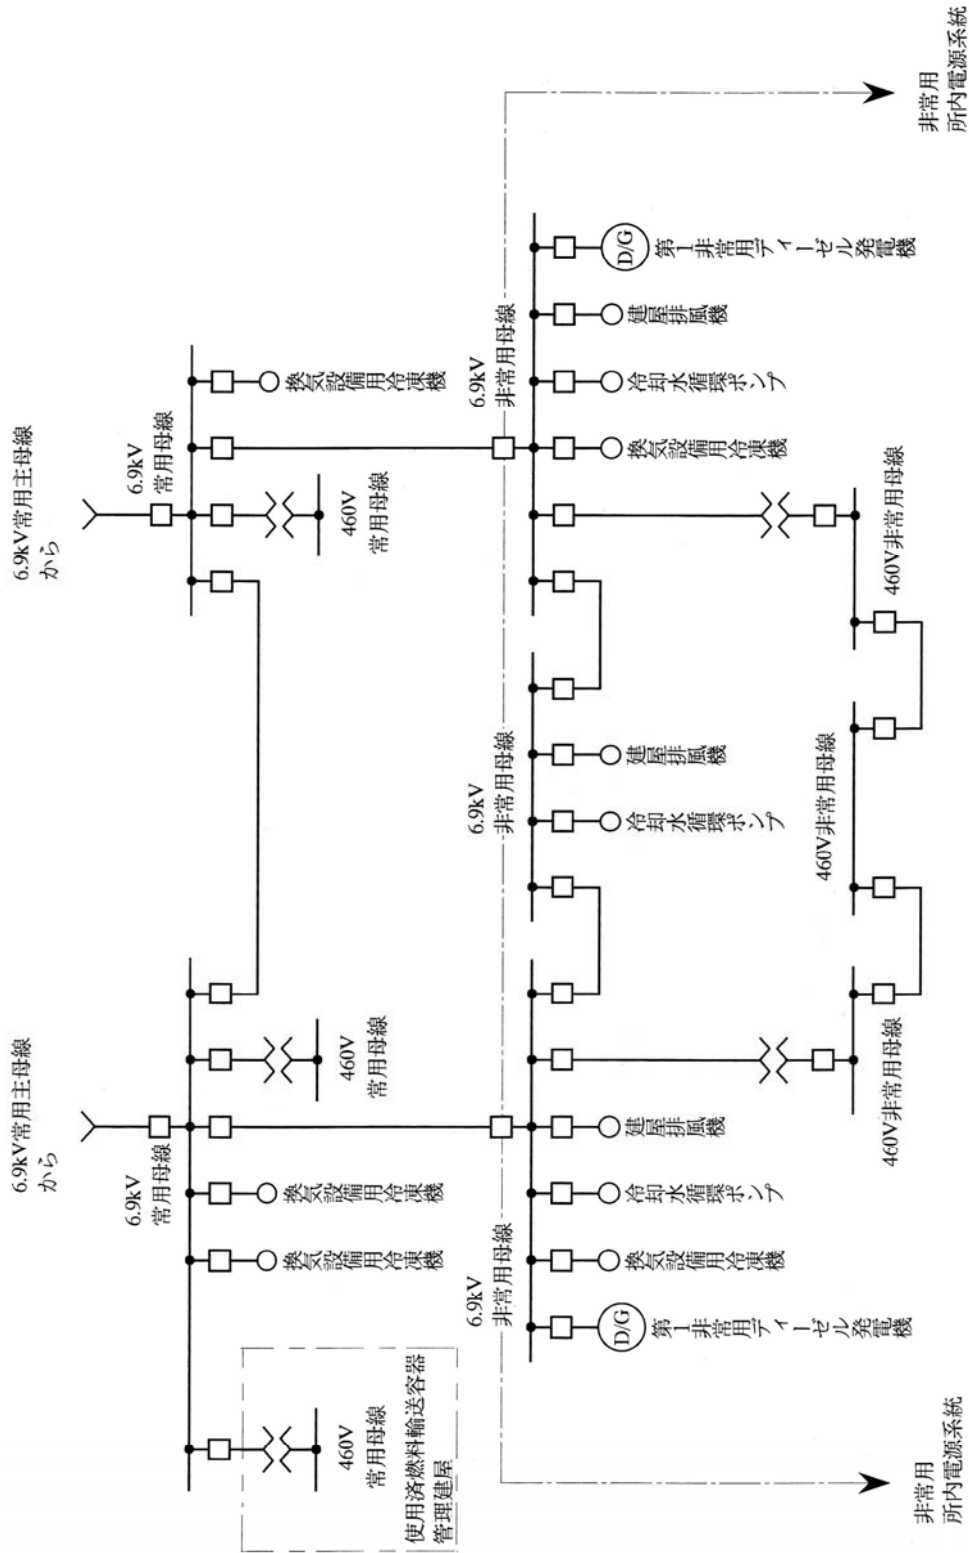 6.9kV常用主母線
から
6.9kV常用主母線
から
6.9kV
常用母線
6.9kV
常用母線
460V
常用母線
使用済燃料輸送容器
管理建屋
換気設備用冷凍機
換気設備用冷凍機
460V
常用母線
460V
常用母線
換気設備用冷凍機
6.9kV
非常用母線
6.9kV
非常用母線
6.9kV
非常用母線
D/G
第1非常用ディーゼル発電機
換気設備用冷凍機
冷却水循環ポンプ
建屋排風機
冷却水循環ポンプ
建屋排風機
換気設備用冷凍機
冷却水循環ポンプ
建屋排風機
D/G
第1非常用ディーゼル発電機
460V非常用母線
460V非常用母線
460V非常用母線
非常用
所内電源系統
非常用
所内電源系統